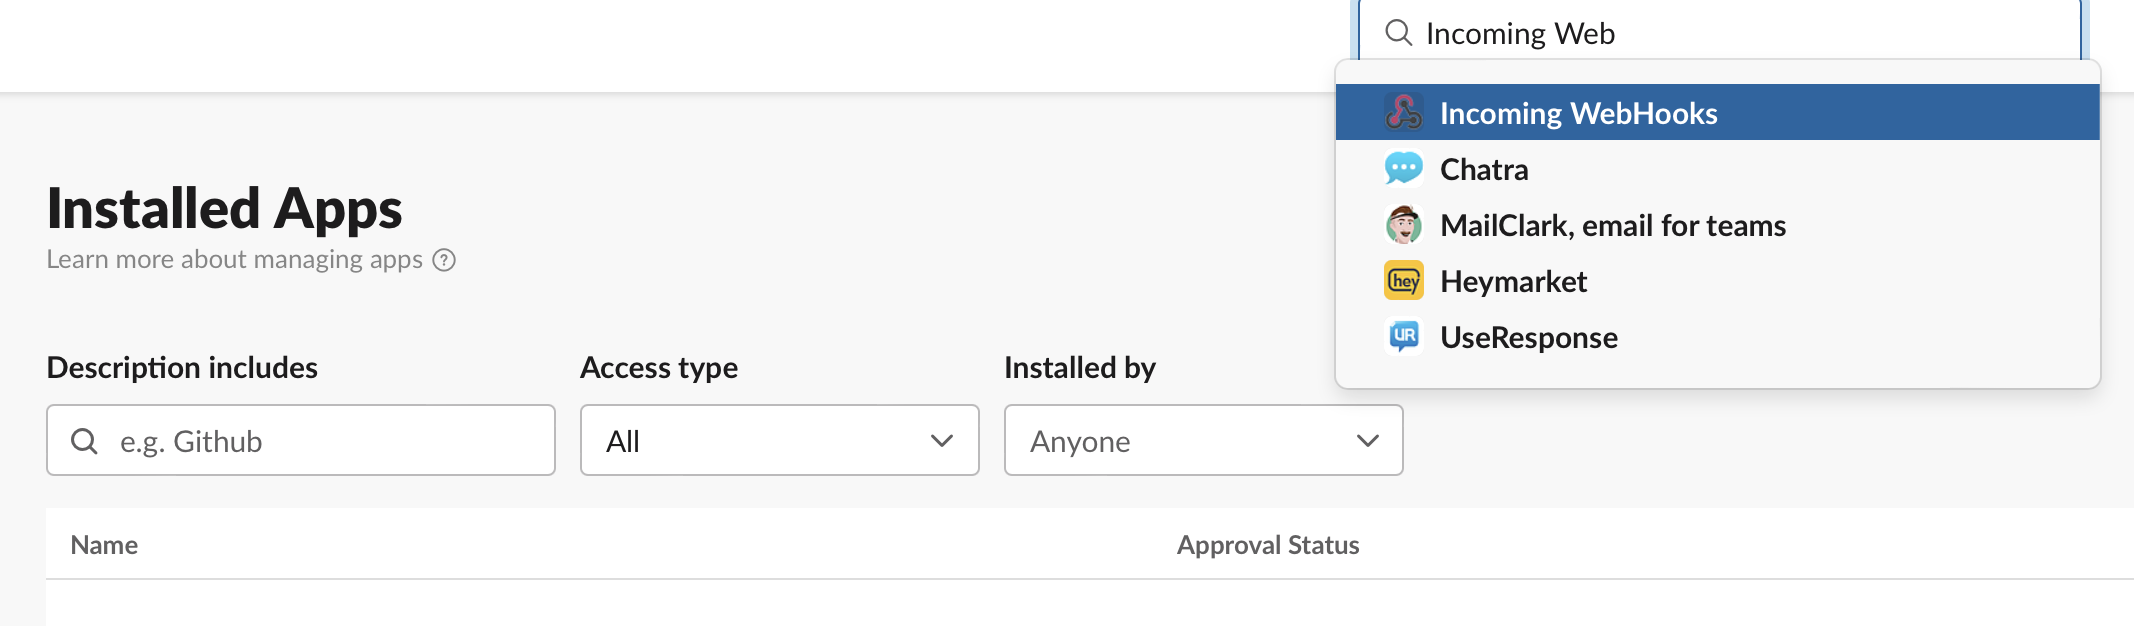 Incoming Web
Incoming WebHooks
Chatra
MailClark, email for teams
hey
Heymarket
UR
UseResponse
Installed Apps
Learn more about managing apps ?
Description includes
Access type
Installed by
e.g. Github
All
Anyone
Name
Approval Status